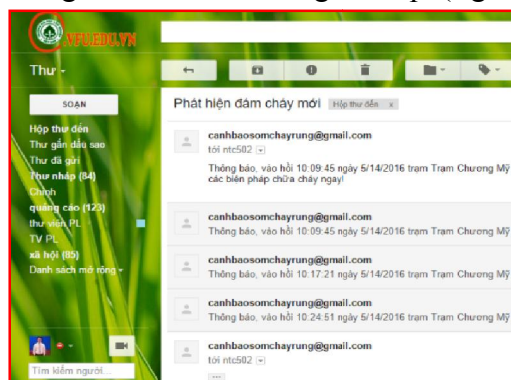 .VFU.EDU.VN
Thư
SOẠN
Hộp thư đến
Thư gắn dấu sao
Thư đã gửi
Thư nháp (84)
Chính
quảng cáo (123)
thư viện PL
TV PL
xã hội (85)
Danh sách mở rộng
Tìm kiếm người...
Phát hiện đám cháy mới Hộp thư đến x
canhbaosomchayrung@gmail.com
tới ntc502
Thông báo, vào hồi 10:09:45 ngày 5/14/2016 trạm Trạm Chương Mỹ
các biện pháp chữa cháy ngay!
canhbaosomchayrung@gmail.com
Thông báo, vào hồi 10:09:45 ngày 5/14/2016 trạm Trạm Chương Mỹ
canhbaosomchayrung@gmail.com
Thông báo, vào hồi 10:17:21 ngày 5/14/2016 trạm Trạm Chương Mỹ
canhbaosomchayrung@gmail.com
Thông báo, vào hồi 10:24:51 ngày 5/14/2016 trạm Trạm Chương Mỹ
canhbaosomchayrung@gmail.com
tới ntc502